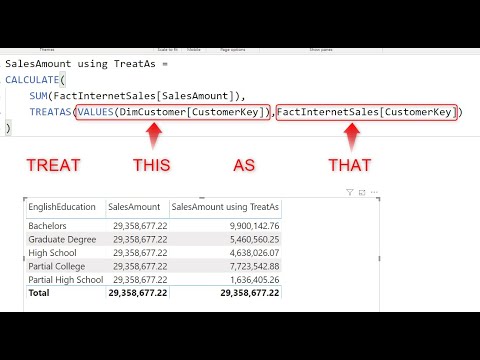 Themes
Scale to fit
Mobile
Page options
Show panes
SalesAmount using TreatAs =
CALCULATE(
SUM(FactInternetSales[SalesAmount]),
TREATAS(VALUES(DimCustomer[CustomerKey]),FactInternetSales[CustomerKey])
)
TREAT THIS AS THAT
EnglishEducation SalesAmount SalesAmount using TreatAs
Bachelors 29,358,677.22 9,900,142.76
Graduate Degree 29,358,677.22 5,460,560.25
High School 29,358,677.22 4,638,026.07
Partial College 29,358,677.22 7,723,542.88
Partial High School 29,358,677.22 1,636,405.26
Total 29,358,677.22 29,358,677.22